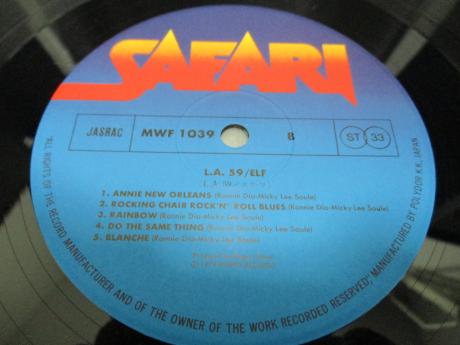 SAFARI
JASRAC MWF 1039 B ST 33
L.A. 59/ELF
1. ANNIE NEW ORLEANS (Ronnie Dio-Micky Lee Soule)
2. ROCKING CHAIR ROCK'N' ROLL BLUES (Ronnie Dio-Micky Lee Soule)
3. RAINBOW (Ronnie Dio-Micky Lee Soule)
4. DO THE SAME THING (Ronnie Dio-Micky Lee Soule)
5. BLANCHE (Ronnie Dio-Micky Lee Soule)
"ALL RIGHTS OF THE RECORD MANUFACTURER AND OF THE OWNER OF THE WORK RECORDED RESERVED", MANUFACTURED BY POLYDOR K.K. JAPAN